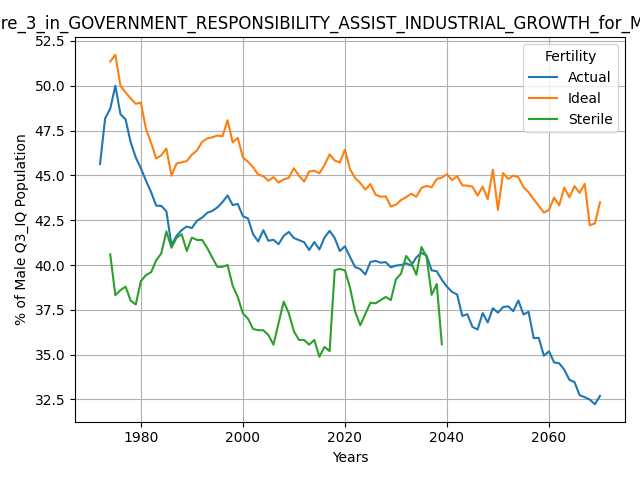 re_3_in_GOVERNMENT_RESPONSIBILITY_ASSIST_INDUSTRIAL_GROWTH_for_M
52.5
50.0
47.5
45.0
42.5
40.0
37.5
35.0
32.5
% of Male Q3_IQ Population
Fertility
Actual
Ideal
Sterile
1980
2000
2020
2040
2060
Years